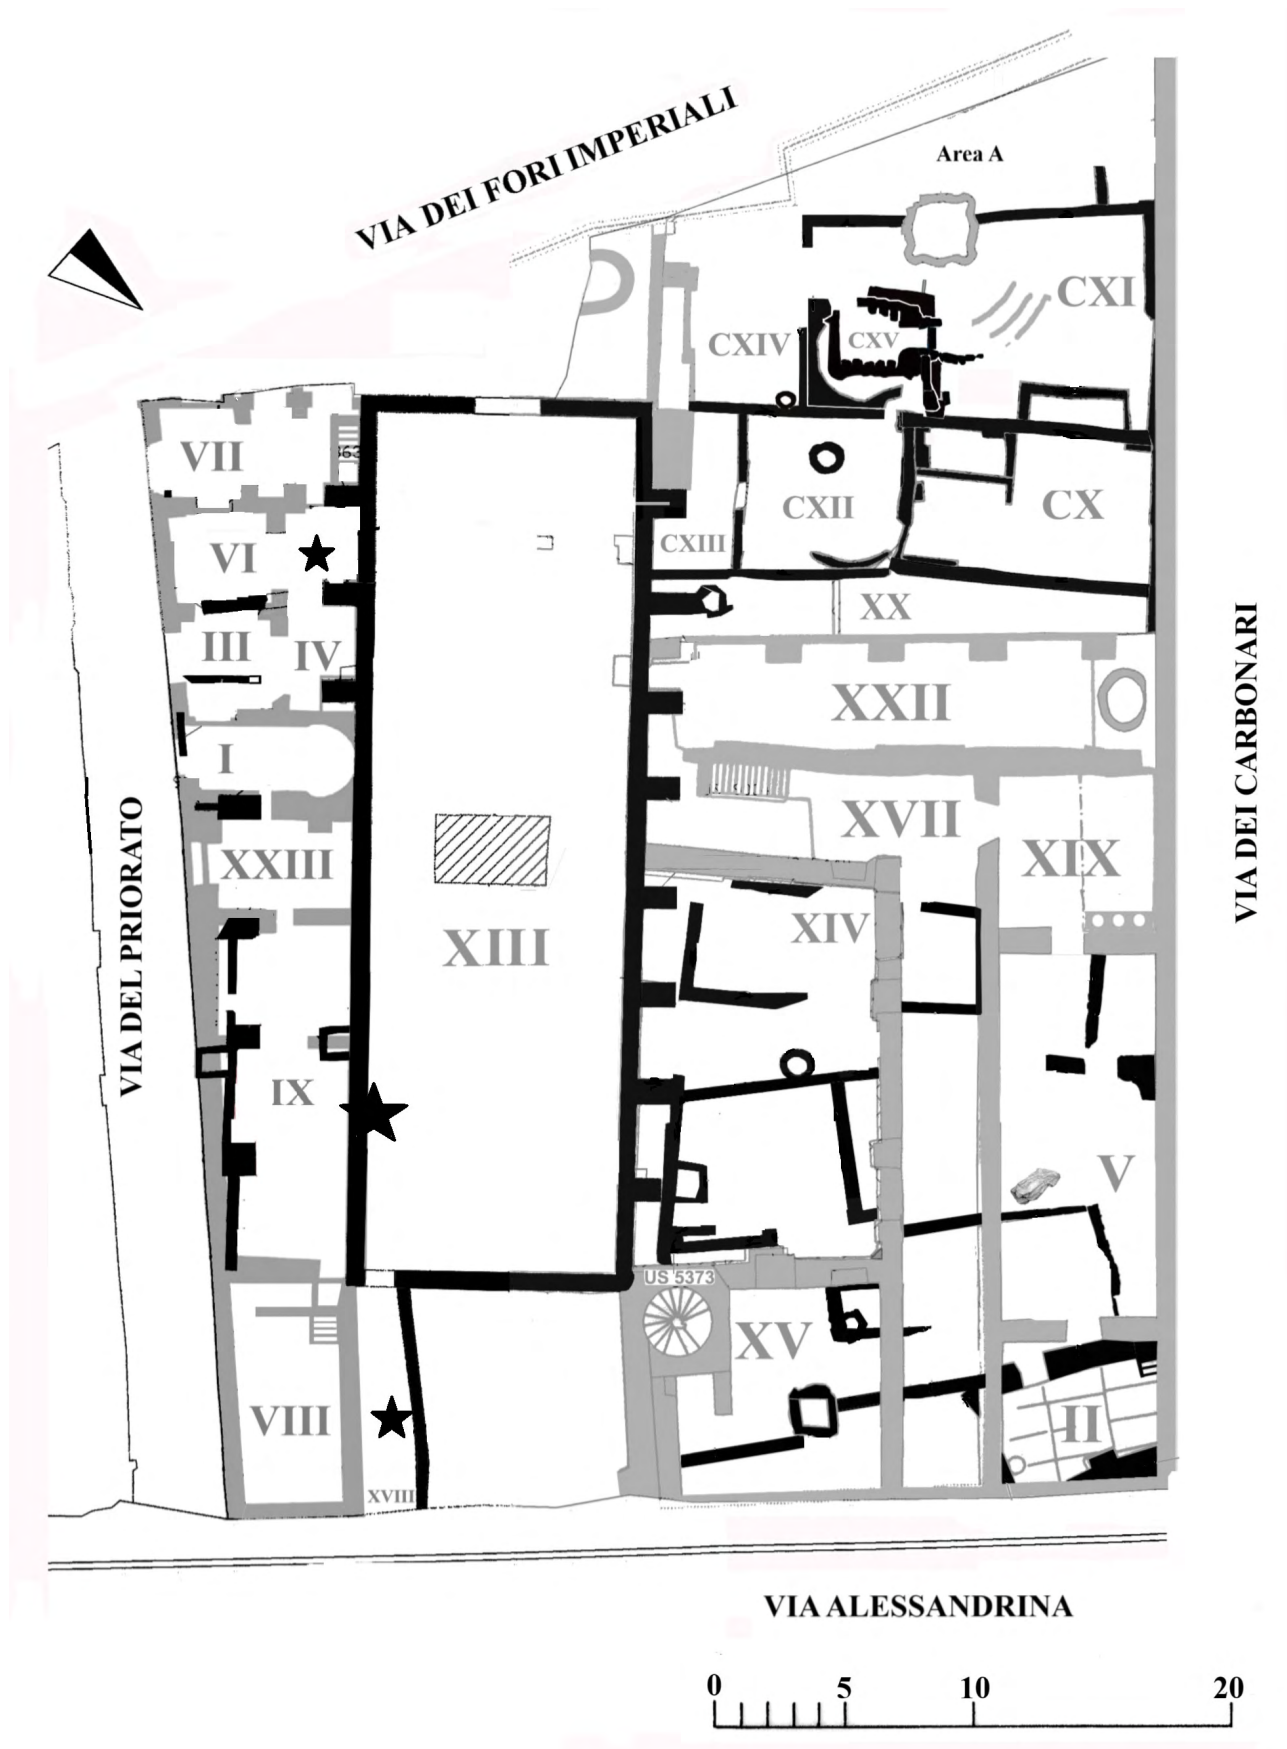 VIA DEI FORI IMPERIALI
Area A
CXI
CXIV
CXV
VII
363
CXII
CX
VI
CXIII
XX
III
IV
XXII
I
XVII
XXIII
XIX
XIV
XIII
IX
V
VIA DEL PRIORATO
VIA DEI CARBONARI
US 5373
XV
VIII
II
XVIII
VIA ALESSANDRINA
0 5 10 20